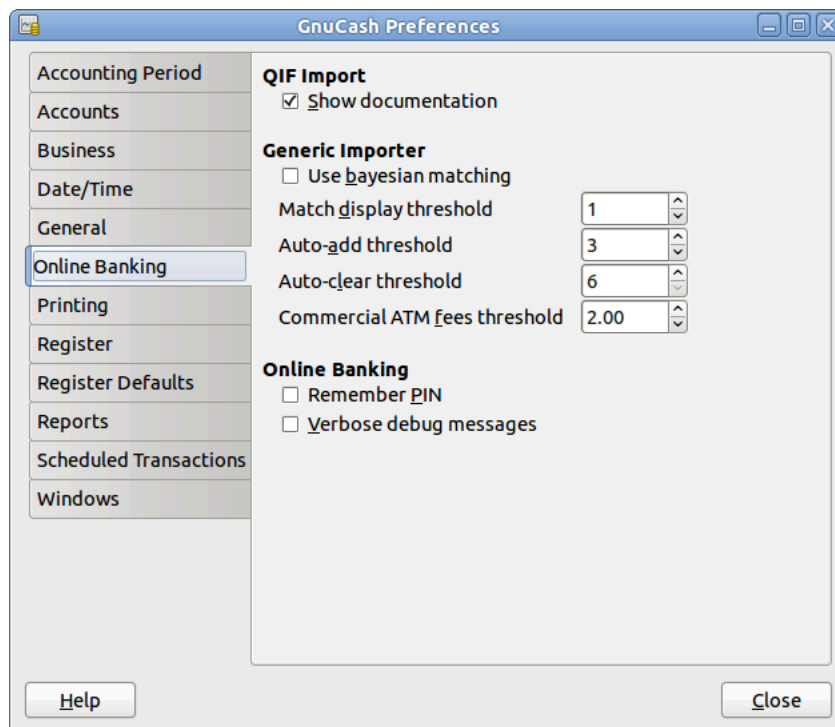 GnuCash Preferences
Accounting Period
Accounts
Business
Date/Time
General
Online Banking
Printing
Register
Register Defaults
Reports
Scheduled Transactions
Windows
QIF Import
Show documentation
Generic Importer
Use bayesian matching
Match display threshold 1
Auto-add threshold 3
Auto-clear threshold 6
Commercial ATM fees threshold 2.00
Online Banking
Remember PIN
Verbose debug messages
Help Close